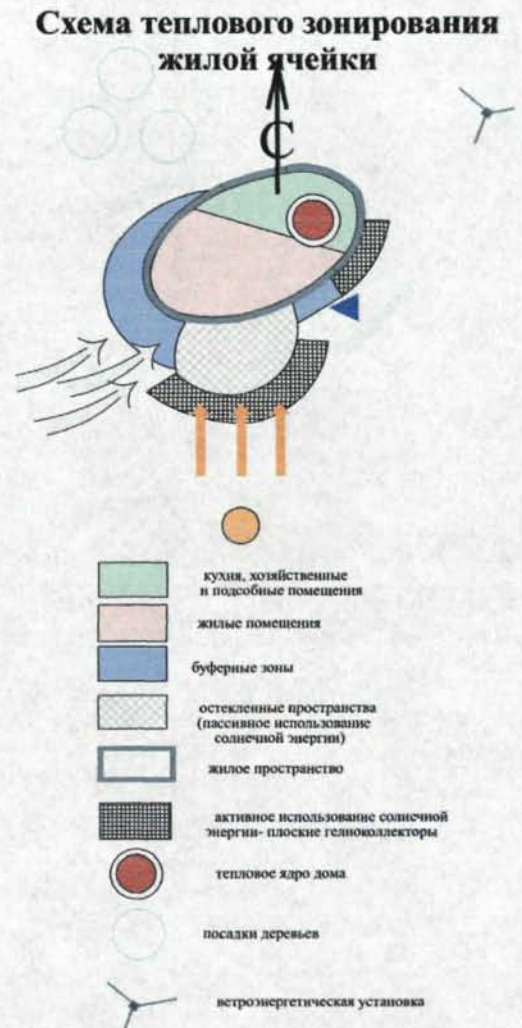 Схема теплового зонирования
жилой ячейки
С
кухня, хозяйственные
и подсобные помещения
жилые помещения
буферные зоны
остекленные пространства
(пассивное использование
солнечной энергии)
жилое пространство
активное использование солнечной
энергии- плоские гелиоколлекторы
тепловое ядро дома
посадки деревьев
ветроэнергетическая установка